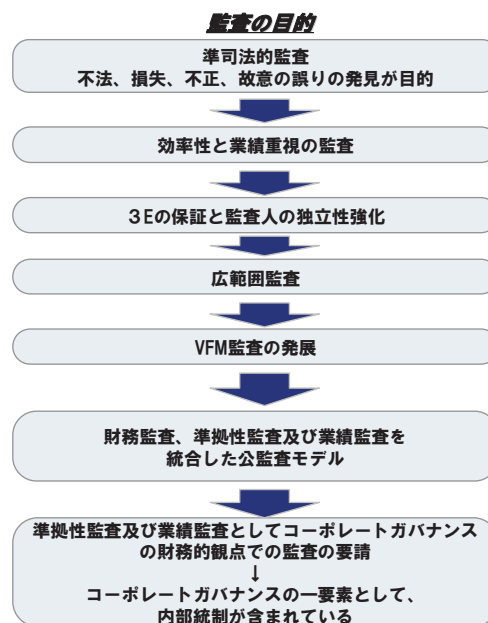 監査の目的
準司法的監査
不法、損失、不正、故意の誤りの発見が目的
効率性と業績重視の監査
３Eの保証と監査人の独立性強化
広範囲監査
VFM監査の発展
財務監査、準拠性監査及び業績監査を
統合した公監査モデル
準拠性監査及び業績監査としてコーポレートガバナンス
の財務的観点での監査の要請
↓
コーポレートガバナンスの一要素として、
内部統制が含まれている